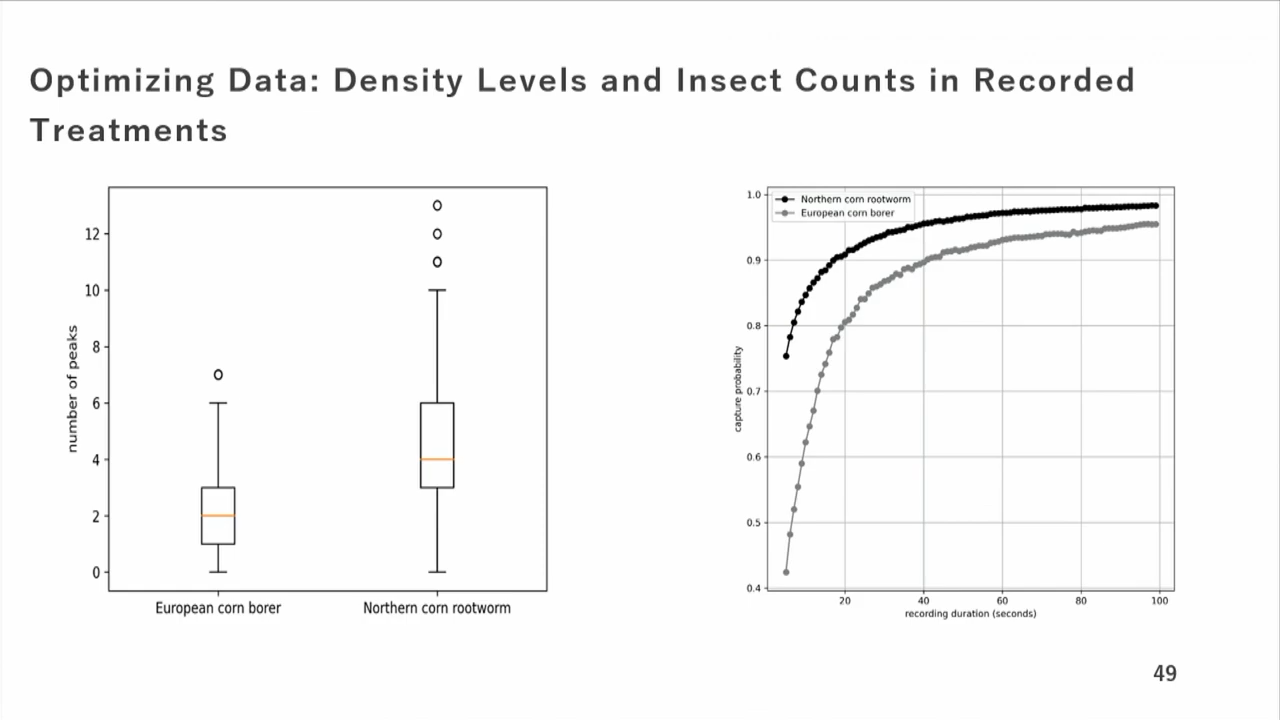 Optimizing Data: Density Levels and Insect Counts in Recorded
Treatments
number of peaks
12
10
8
6
4
2
0
European corn borer
Northern corn rootworm
Northern corn rootworm
European corn borer
capture probability
1.0
0.9
0.8
0.7
0.6
0.5
0.4
20
40
60
80
100
recording duration (seconds)
49